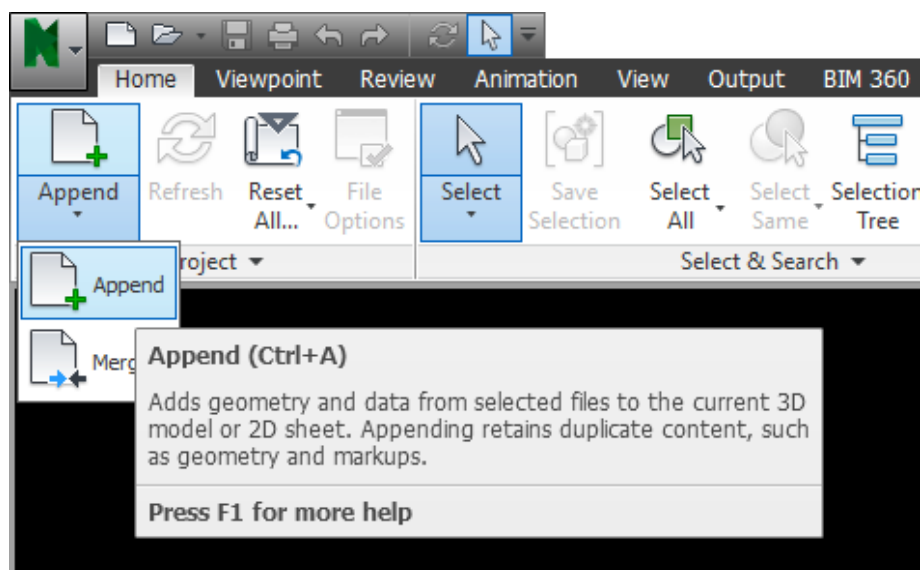 Home Viewpoint Review Animation View Output BIM 360
Append Refresh Reset File Select Save Select Select Selection
All... Options Selection All Same Tree
roject Select & Search
Append
Merg
Append (Ctrl+A)
Adds geometry and data from selected files to the current 3D
model or 2D sheet. Appending retains duplicate content, such
as geometry and markups.
Press F1 for more help